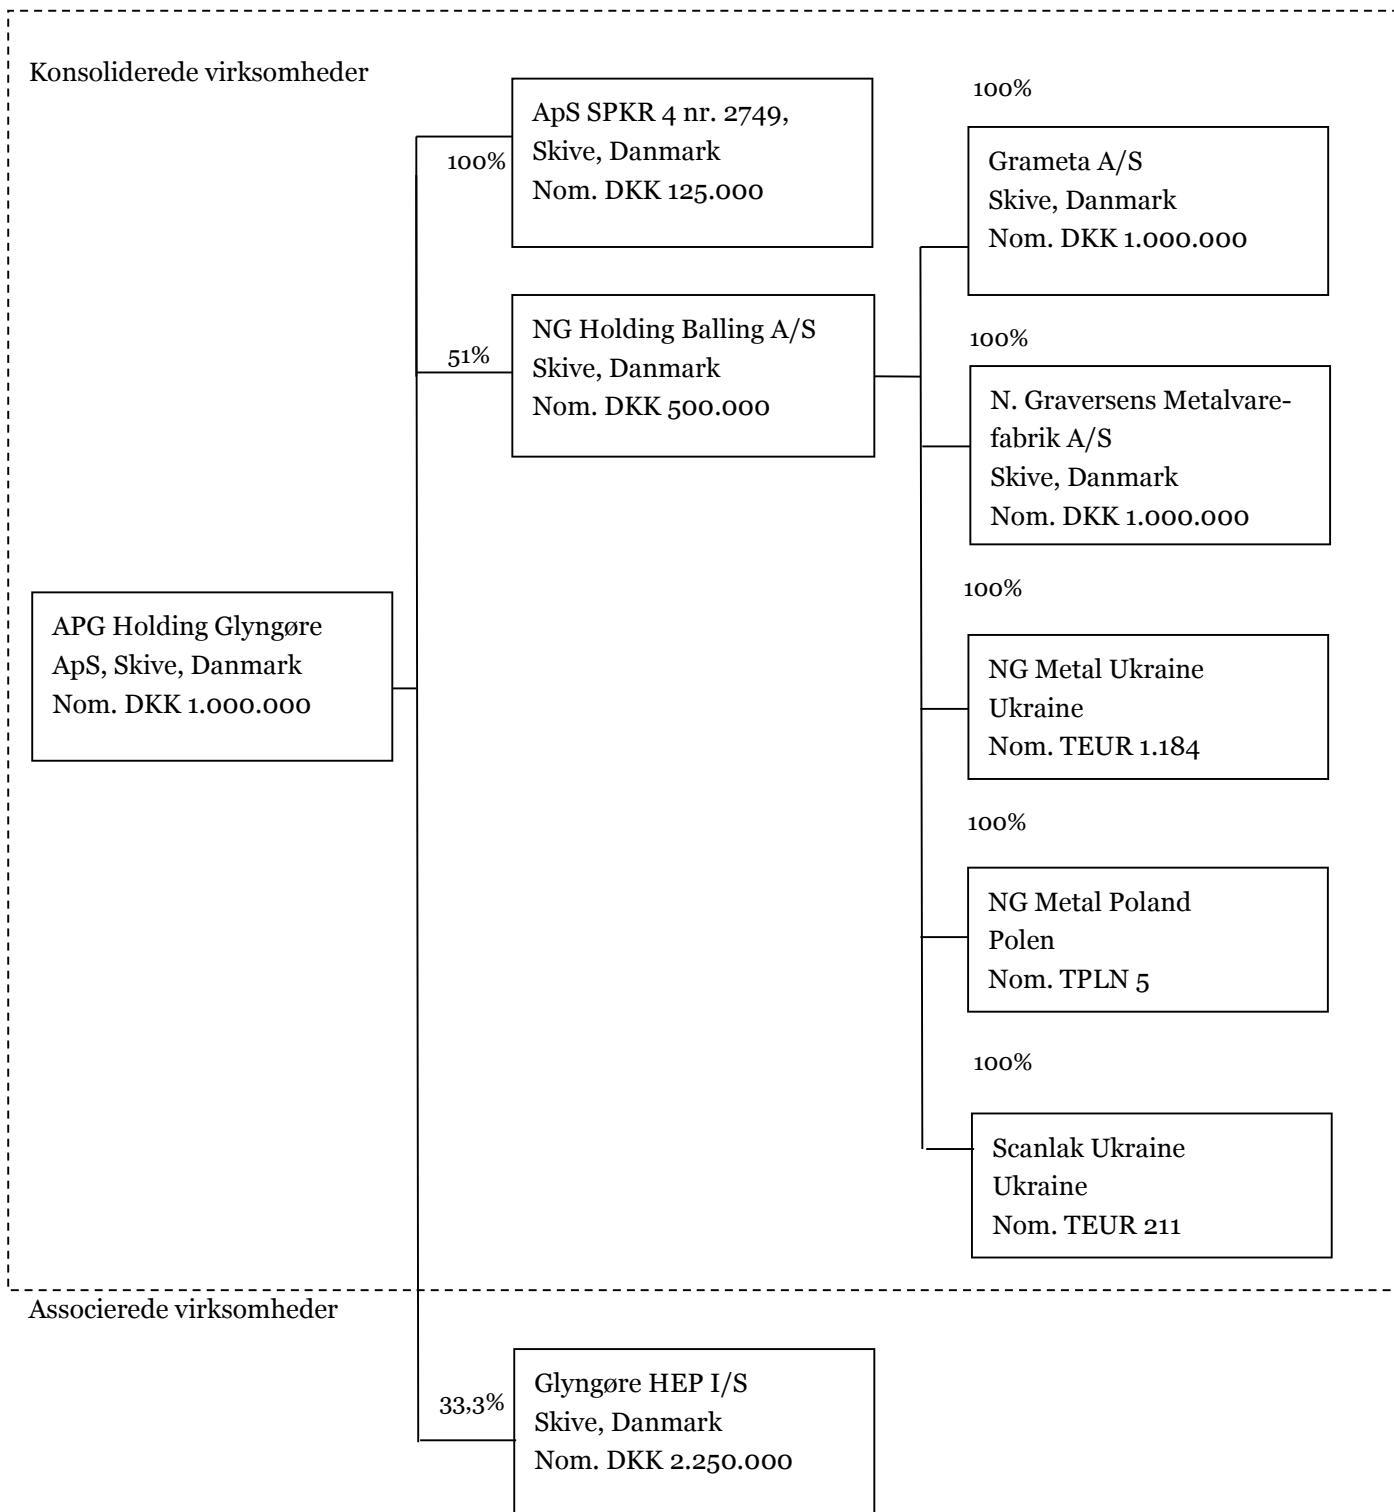 Konsoliderede virksomheder
100%
ApS SPKR 4 nr. 2749,
Skive, Danmark
Nom. DKK 125.000
51%
NG Holding Balling A/S
Skive, Danmark
Nom. DKK 500.000
100%
Grameta A/S
Skive, Danmark
Nom. DKK 1.000.000
100%
N. Graversens Metalvare-
fabrik A/S
Skive, Danmark
Nom. DKK 1.000.000
100%
NG Metal Ukraine
Ukraine
Nom. TEUR 1.184
100%
NG Metal Poland
Polen
Nom. TPLN 5
100%
Scanlak Ukraine
Ukraine
Nom. TEUR 211
APG Holding Glyngøre
ApS, Skive, Danmark
Nom. DKK 1.000.000
Associerede virksomheder
33,3%
Glyngøre HEP I/S
Skive, Danmark
Nom. DKK 2.250.000